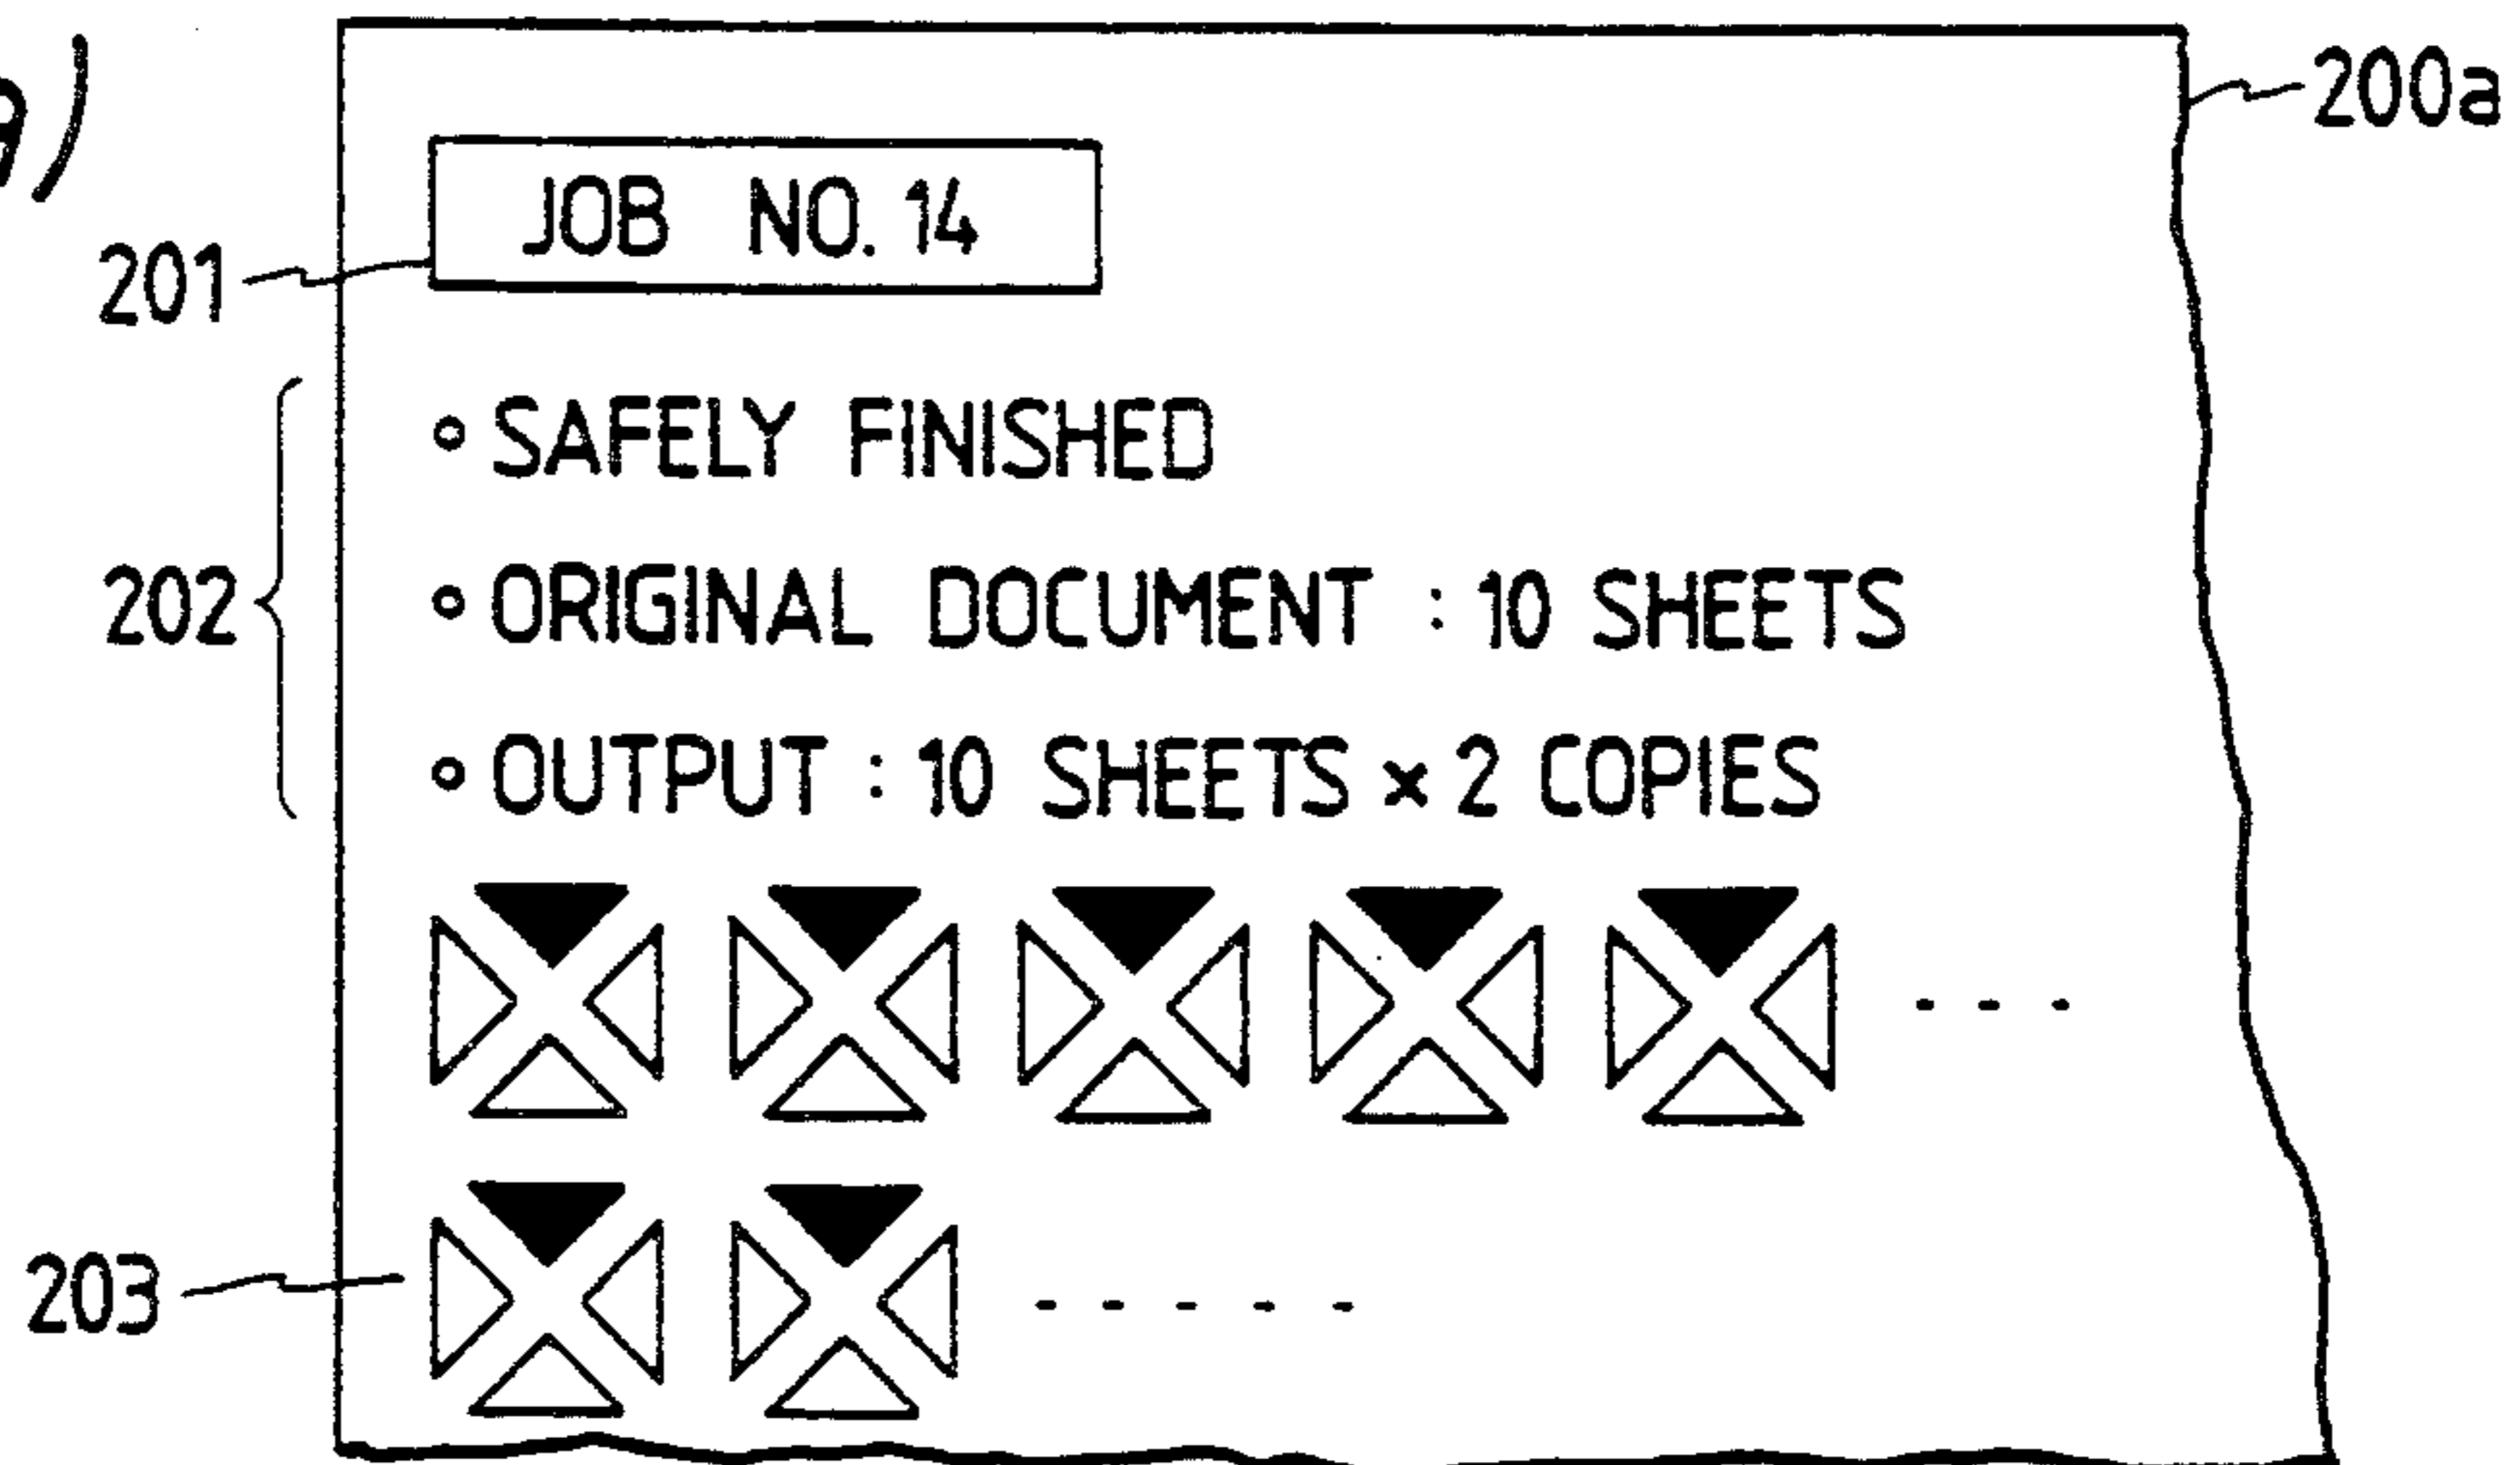 200a
JOB NO. 14
201
202
° SAFELY FINISHED
° ORIGINAL DOCUMENT : 10 SHEETS
° OUTPUT : 10 SHEETS × 2 COPIES
203